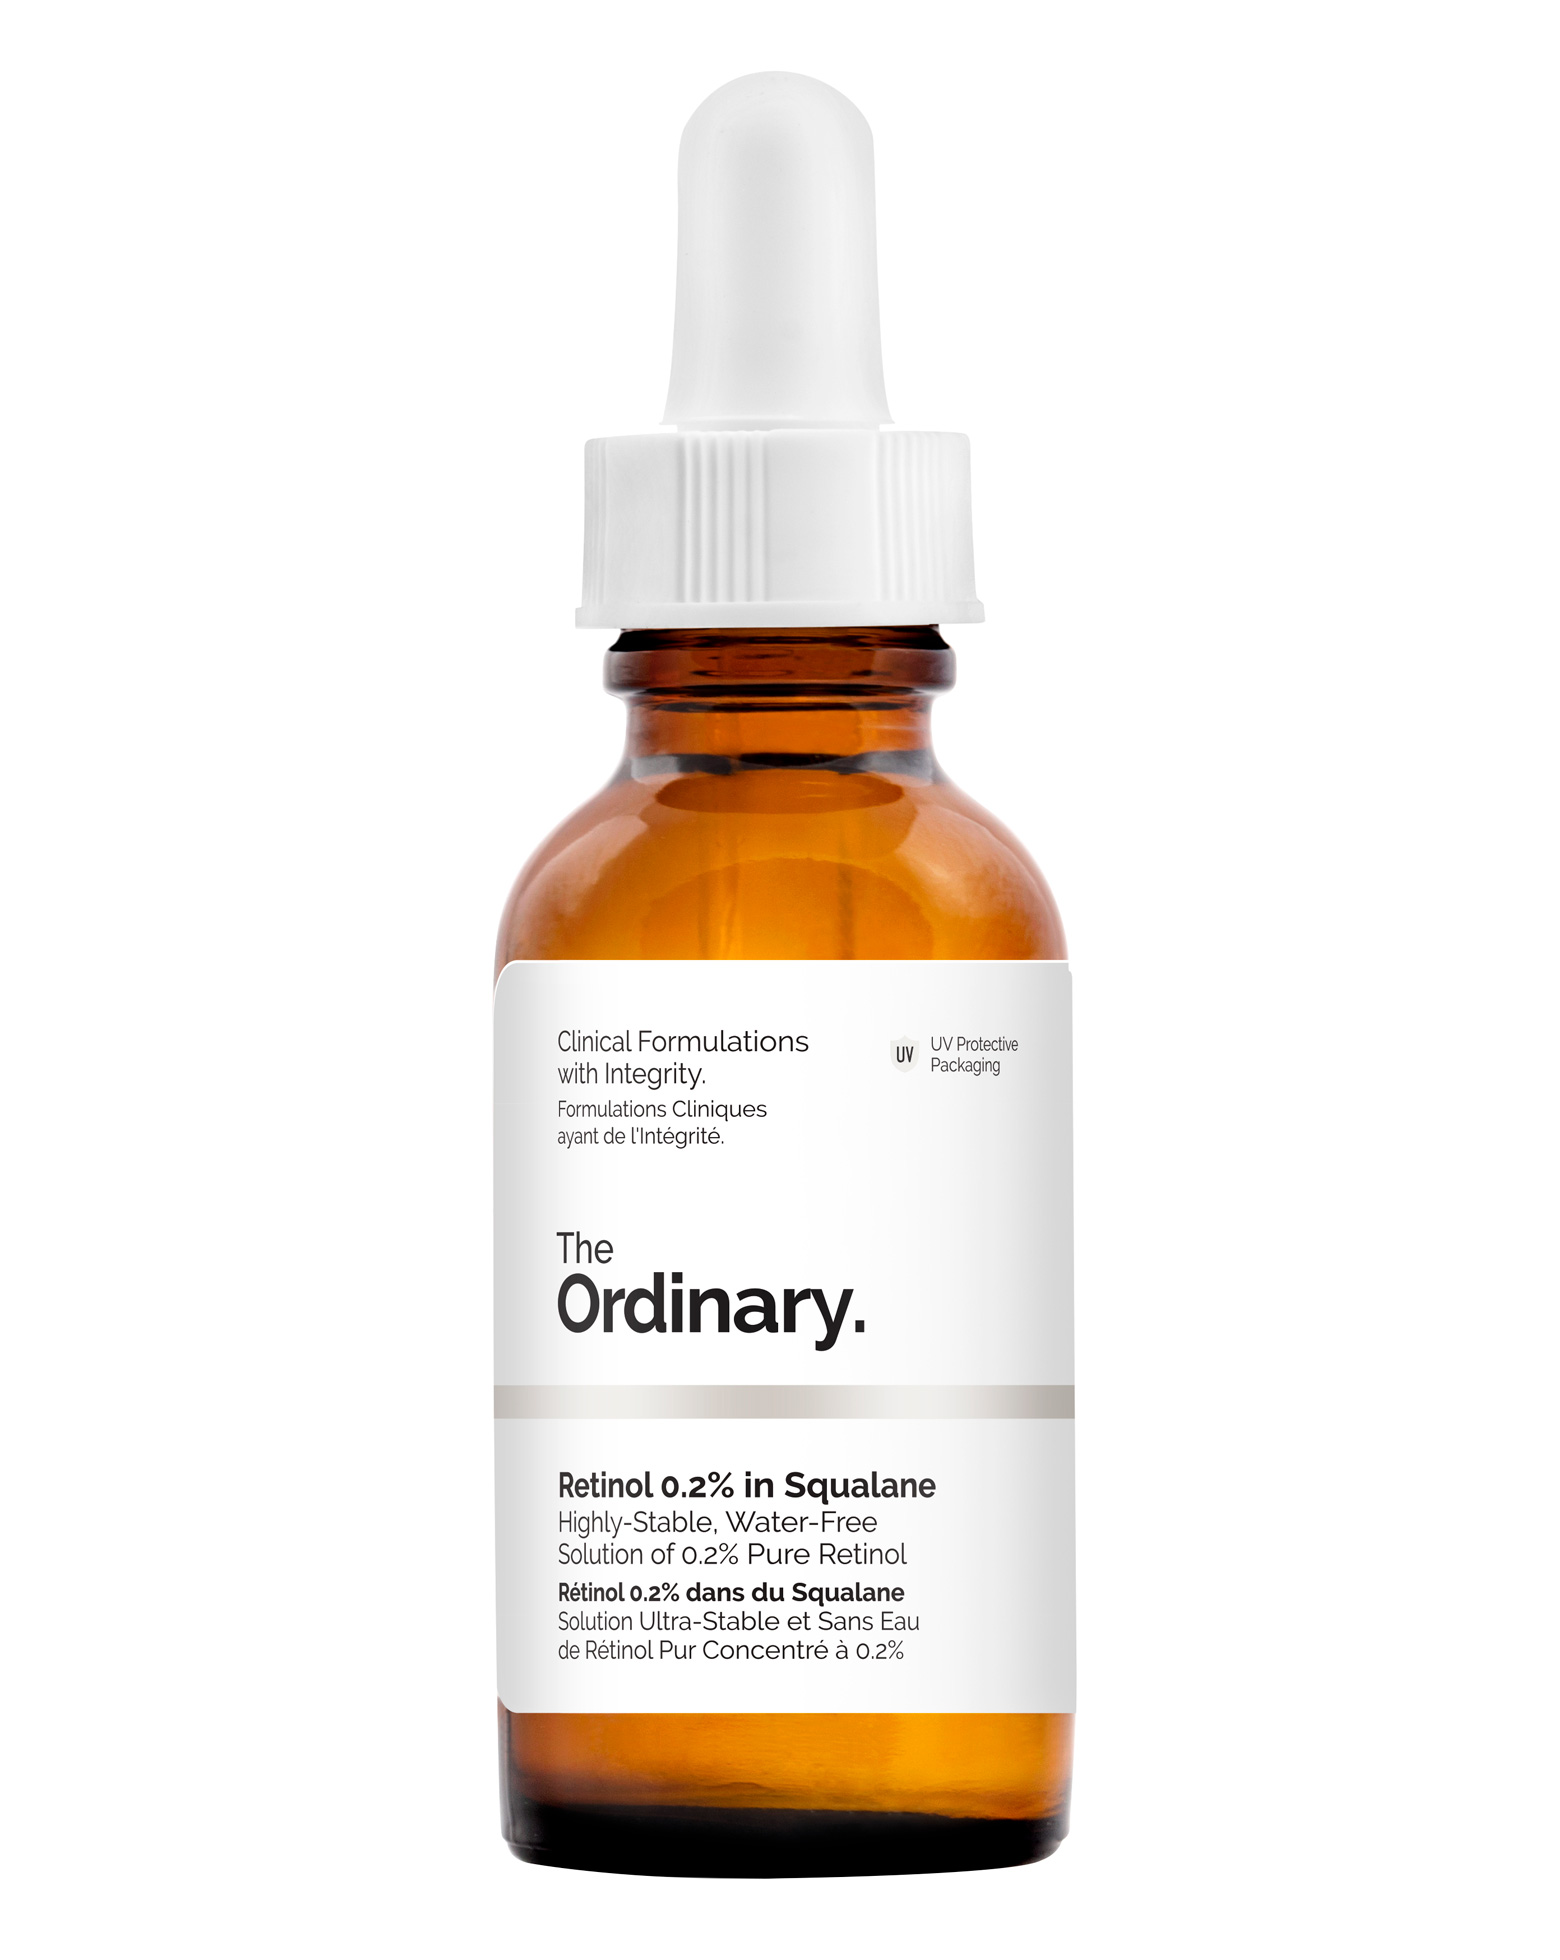 Clinical Formulations
with Integrity.
Formulations Cliniques
ayant de l'Intégrité.
UV
UV Protective
Packaging
The
Ordinary.
Retinol 0.2% in Squalane
Highly-Stable, Water-Free
Solution of 0.2% Pure Retinol
Rétinol 0.2% dans du Squalane
Solution Ultra-Stable et Sans Eau
de Rétinol Pur Concentré à 0.2%